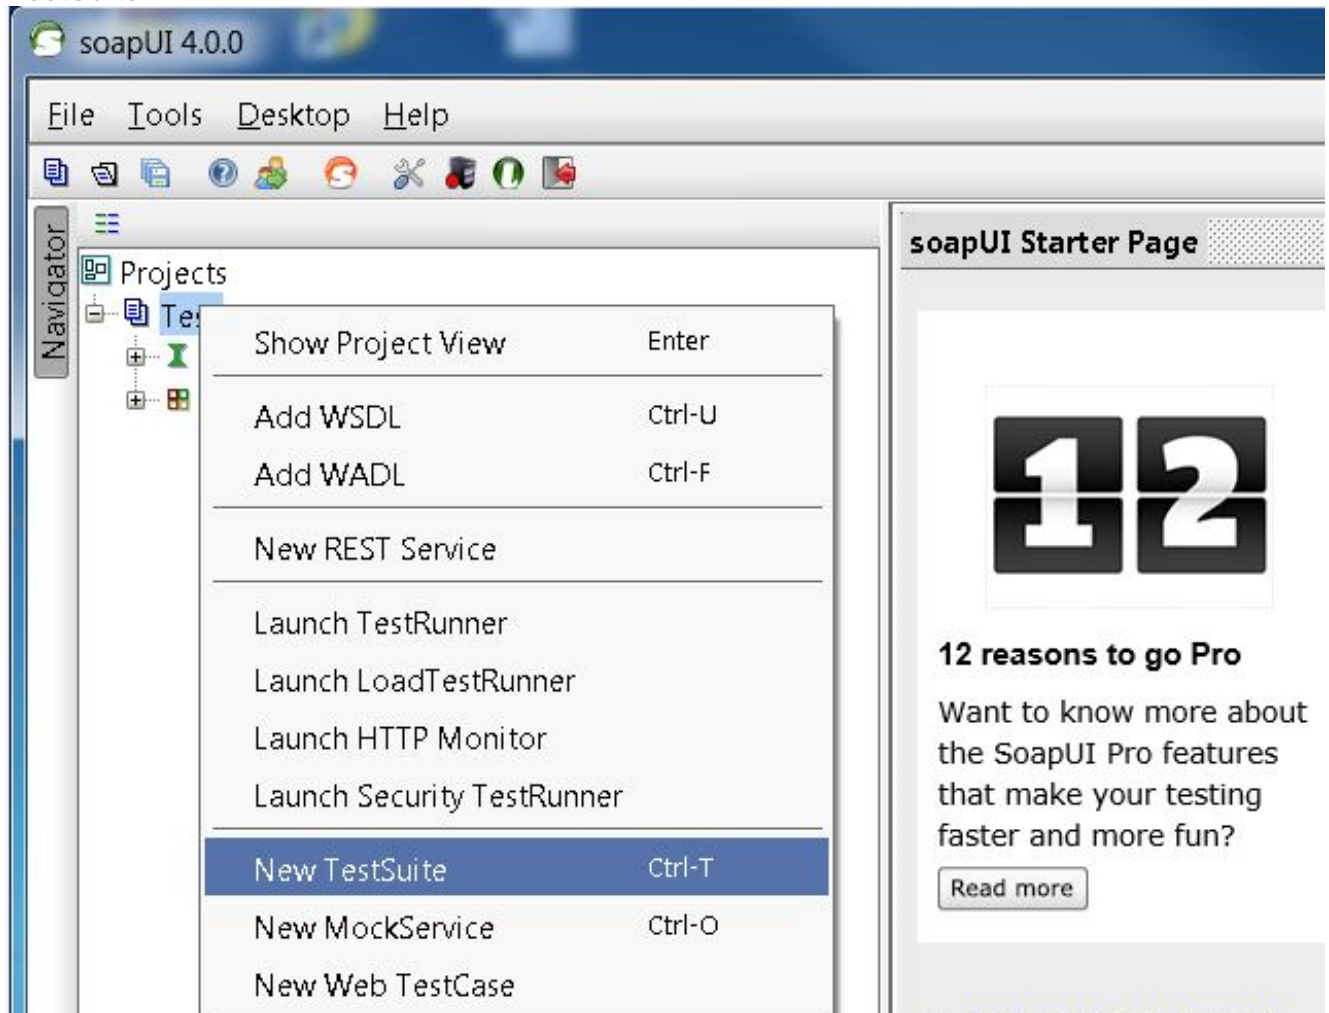 soapUI 4.0.0
File Tools Desktop Help
Navigator
Projects
soapUI Starter Page
Show Project View Enter
Add WSDL Ctrl-U
Add WADL Ctrl-F
New REST Service
Launch TestRunner
Launch LoadTestRunner
Launch HTTP Monitor
Launch Security TestRunner
New TestSuite Ctrl-T
New MockService Ctrl-O
New Web TestCase
12
12 reasons to go Pro
Want to know more about
the SoapUI Pro features
that make your testing
faster and more fun?
Read more